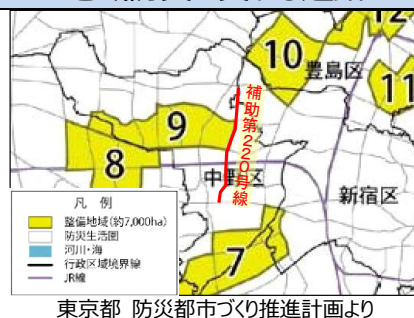 12
10
豊島区
11
補助第220号線
9
8
中野区
新宿区
7
凡 例
整備地域(約7,000ha)
防災生活圏
河川・海
行政区域境界線
JR線
東京都 防災都市づくり推進計画より